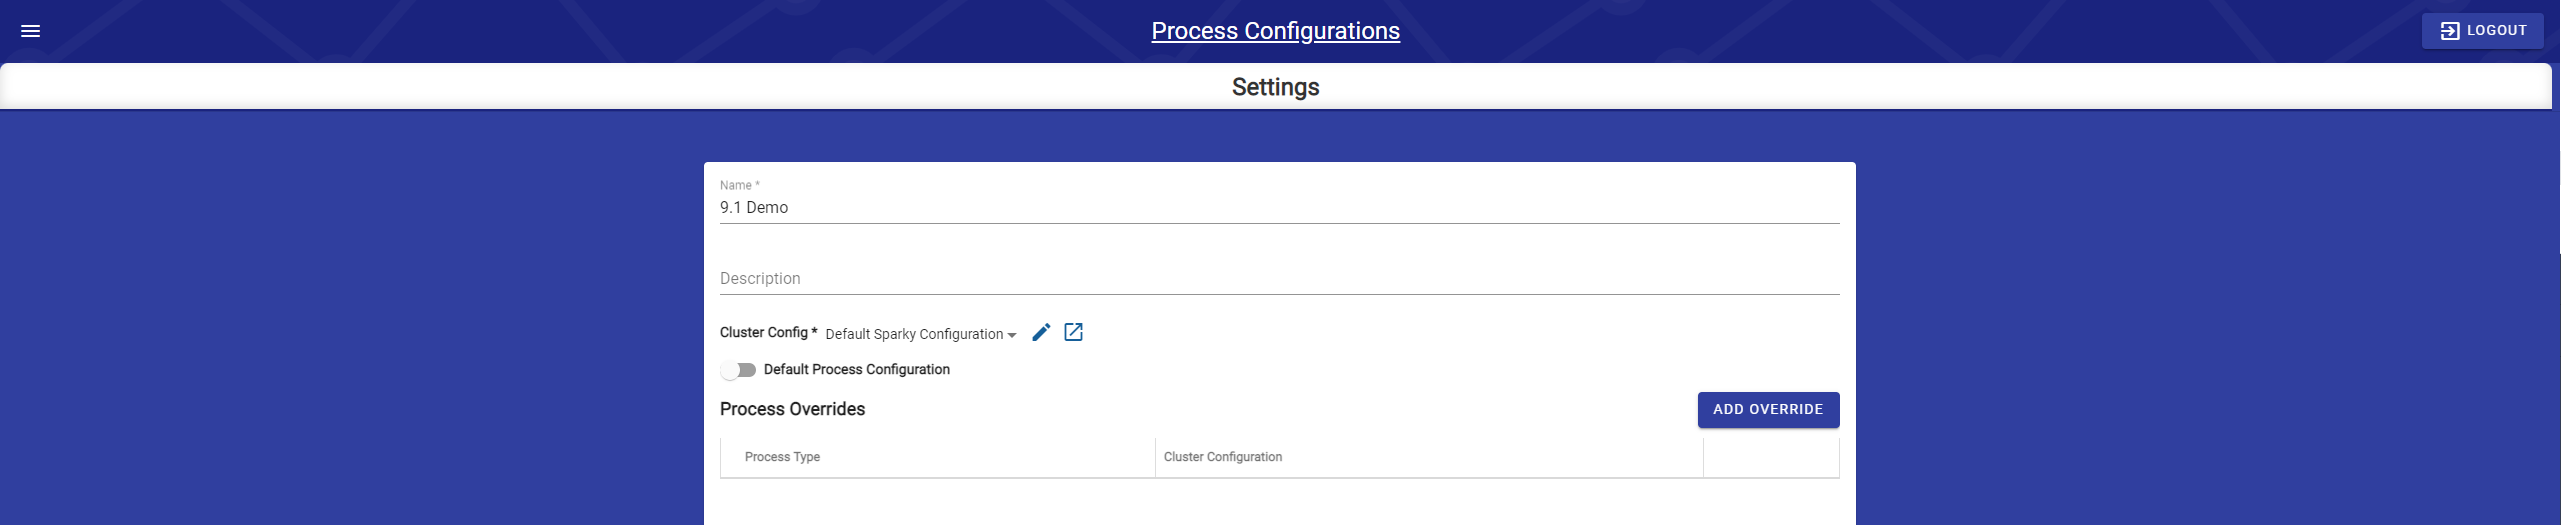 Process Configurations
LOGOUT
Settings
Name *
9.1 Demo
Description
Cluster Config * Default Sparky Configuration
Default Process Configuration
Process Overrides
ADD OVERRIDE
Process Type Cluster Configuration